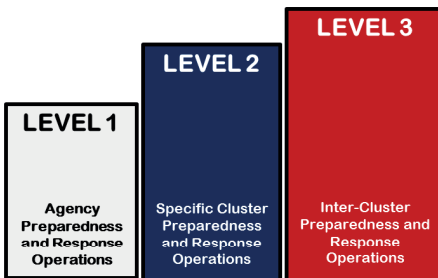 LEVEL 1
Agency
Preparedness
and Response
Operations
LEVEL 2
Specific Cluster
Preparedness
and Response
Operations
LEVEL 3
Inter-Cluster
Preparedness and
Response
Operations